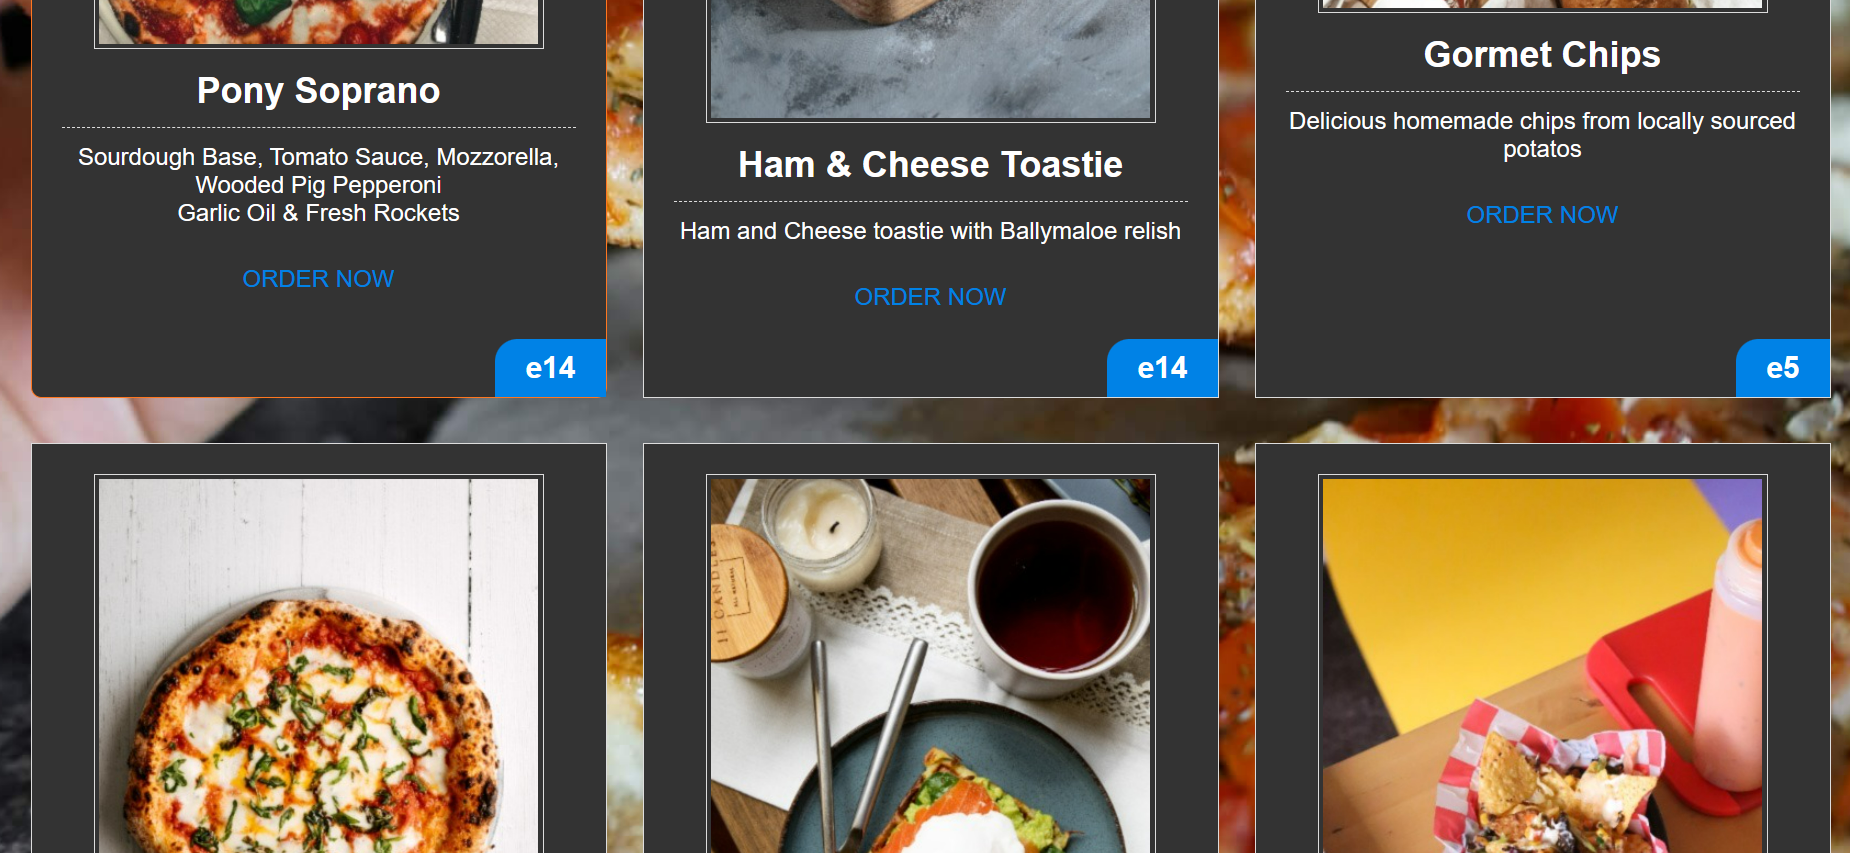 Pony Soprano
Sourdough Base, Tomato Sauce, Mozzorella,
Wooded Pig Pepperoni
Garlic Oil & Fresh Rockets
ORDER NOW
e14
Ham & Cheese Toastie
Ham and Cheese toastie with Ballymaloe relish
ORDER NOW
e14
Gormet Chips
Delicious homemade chips from locally sourced
potatos
ORDER NOW
e5
ALL NATURAL